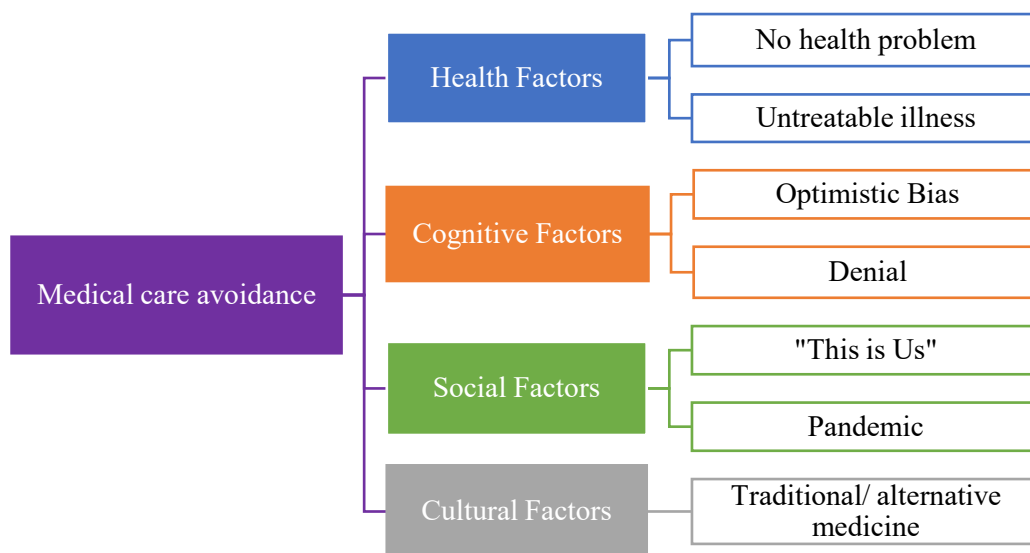 Medical care avoidance
Health Factors
No health problem
Untreatable illness
Cognitive Factors
Optimistic Bias
Denial
Social Factors
"This is Us"
Pandemic
Cultural Factors
Traditional/ alternative
medicine